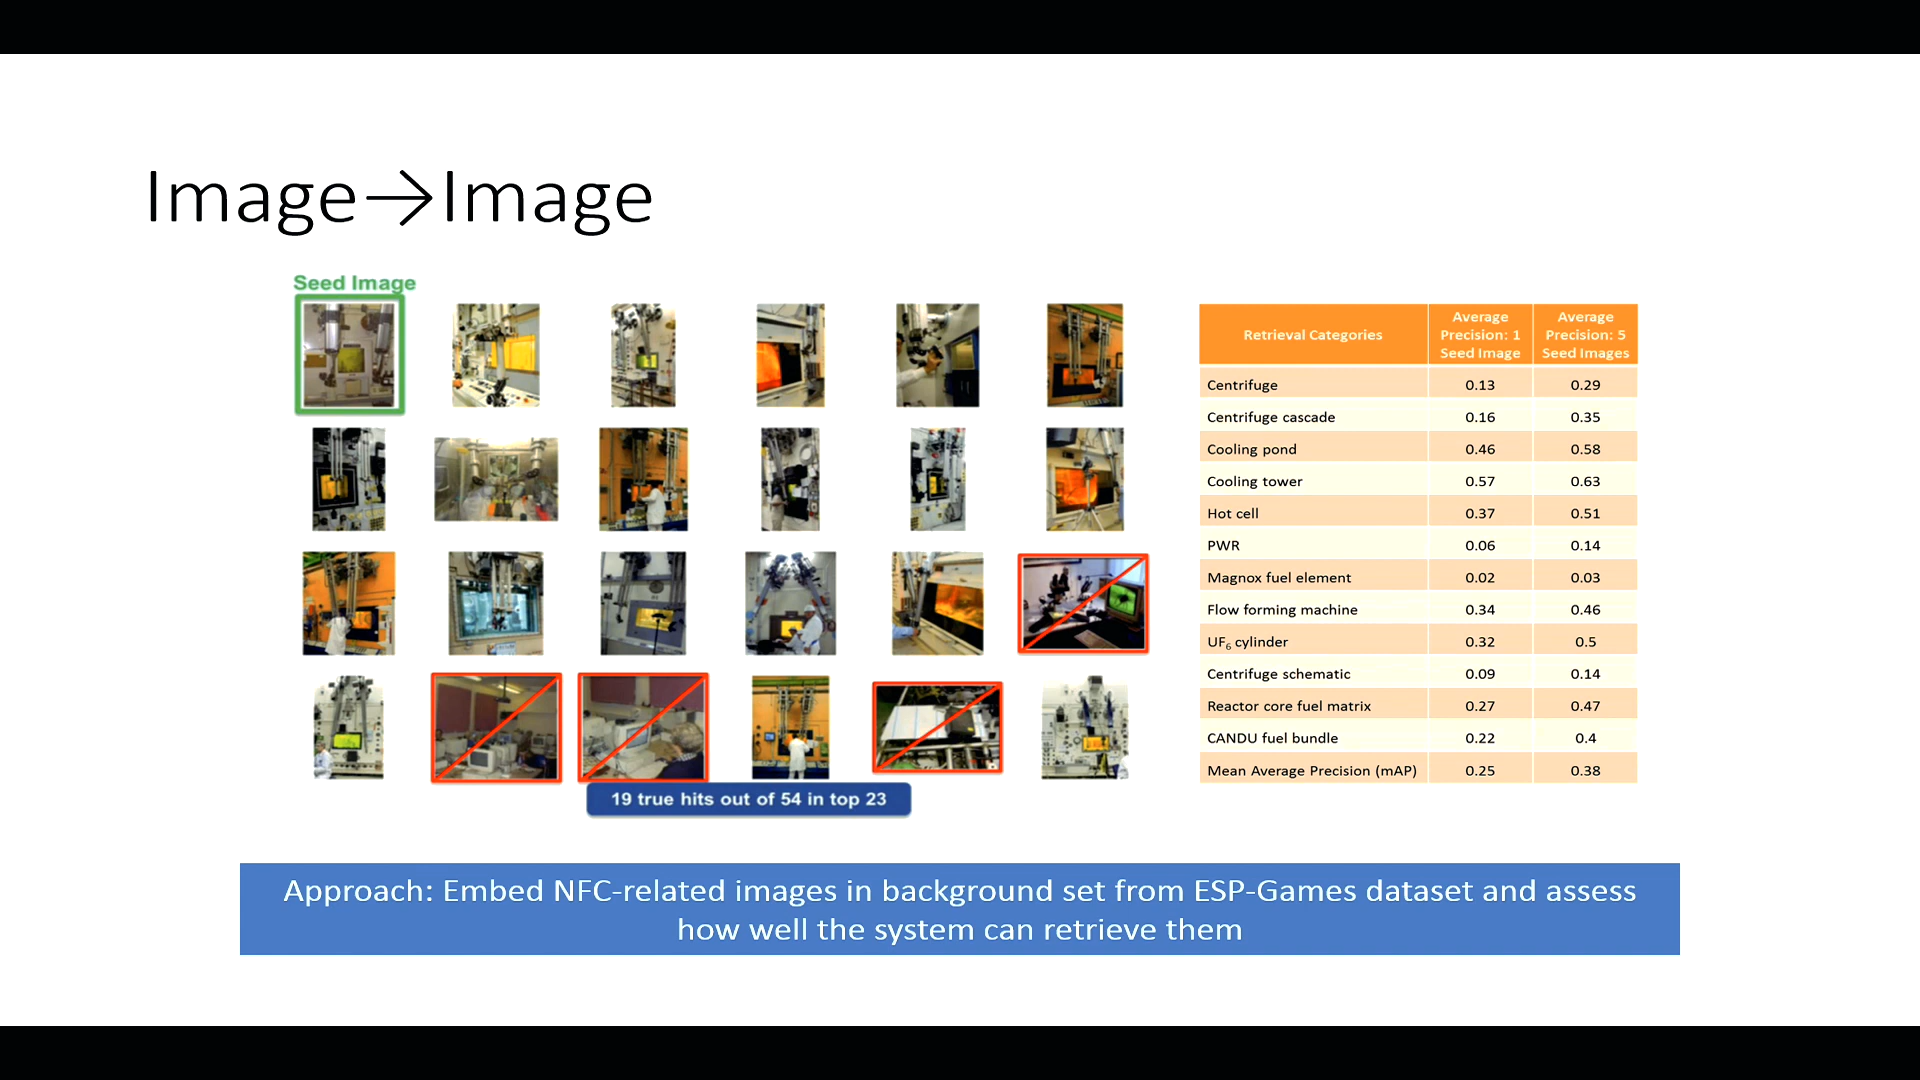 Image→Image
Seed Image
19 true hits out of 54 in top 23
Retrieval Categories
Average
Precision: 1
Seed Image
Average
Precision: 5
Seed Images
Centrifuge 0.13 0.29
Centrifuge cascade 0.16 0.35
Cooling pond 0.46 0.58
Cooling tower 0.57 0.63
Hot cell 0.37 0.51
PWR 0.06 0.14
Magnox fuel element 0.02 0.03
Flow forming machine 0.34 0.46
UF₆ cylinder 0.32 0.5
Centrifuge schematic 0.09 0.14
Reactor core fuel matrix 0.27 0.47
CANDU fuel bundle 0.22 0.4
Mean Average Precision (mAP) 0.25 0.38
Approach: Embed NFC-related images in background set from ESP-Games dataset and assess
how well the system can retrieve them